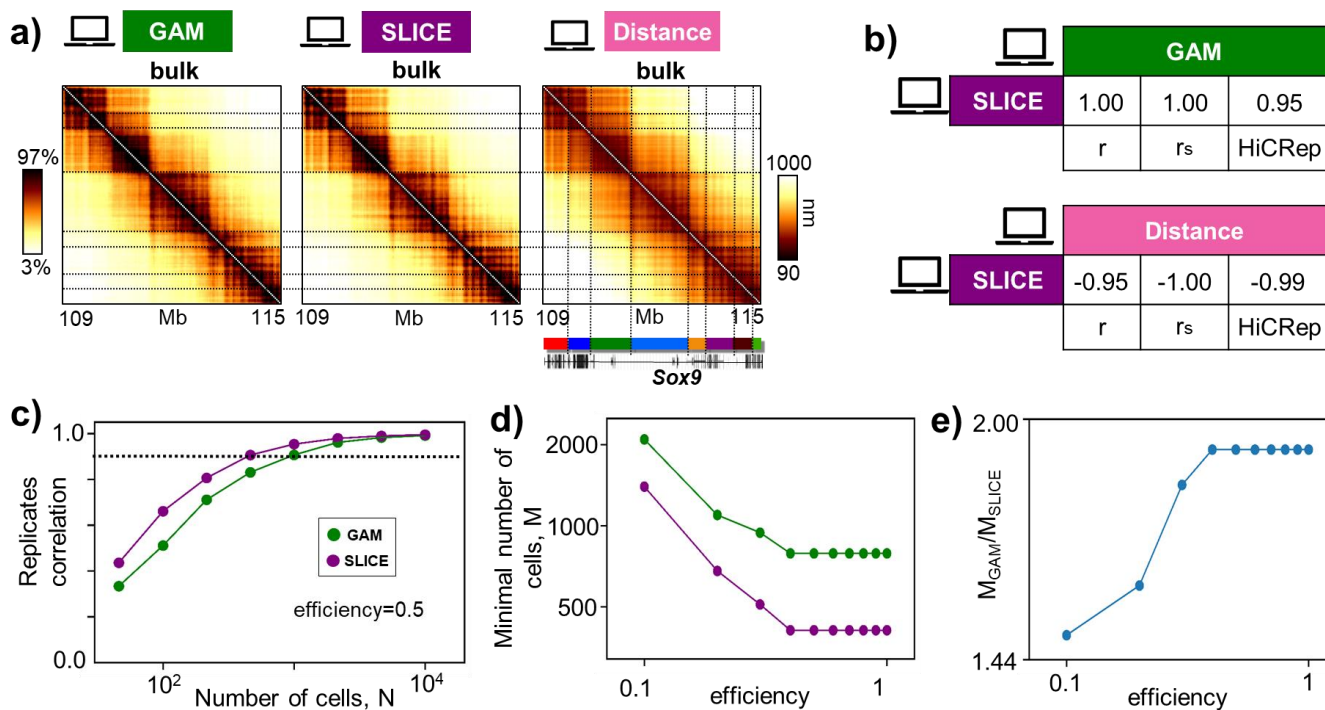 a) GAM SLICE Distance
bulk bulk bulk
97%
3%
1000
nm
90
109 Mb 115
109 Mb 115
109 Mb 115
Sox9
b)
GAM
SLICE 1.00 1.00 0.95
r rs HiCRep
Distance
SLICE -0.95 -1.00 -0.99
r rs HiCRep
c)
1.0
Replicates
correlation
GAM
SLICE
efficiency=0.5
0.0
10² 10⁴
Number of cells, N
d)
Minimal number of
cells, M
2000
1000
500
0.1 efficiency 1
e)
2.00
MGAM/MSLICE
1.44
0.1 efficiency 1